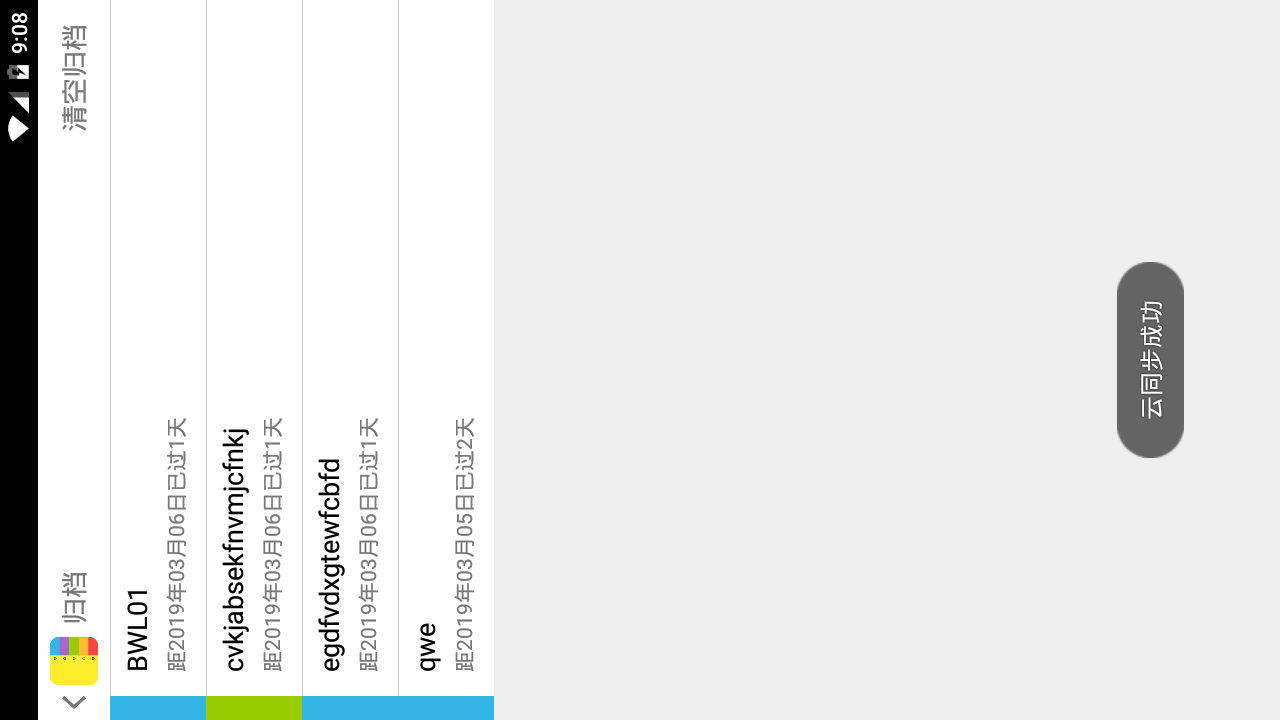 9:08
归档
清空归档
BWL01
距2019年03月06日已过1天
cvkjabsekfnvmjcfnkj
距2019年03月06日已过1天
egdfvdxgtewfcbfd
距2019年03月06日已过1天
qwe
距2019年03月05日已过2天
云同步成功